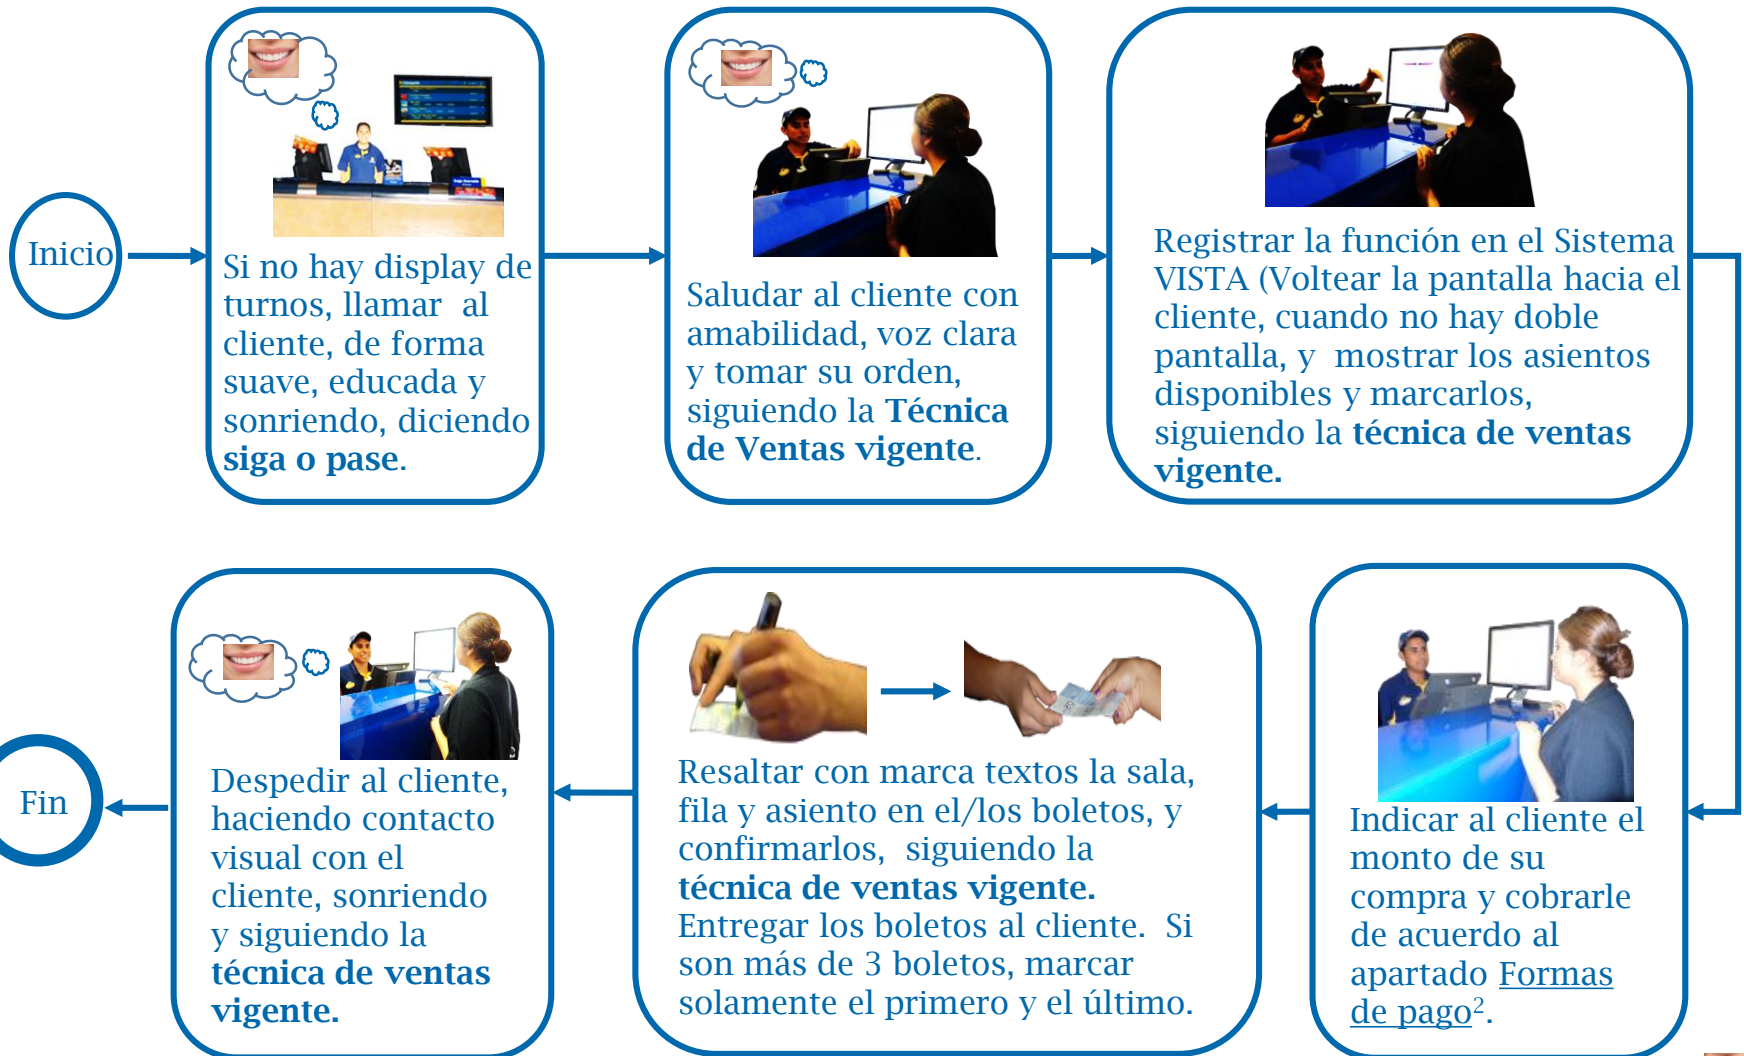 Inicio
Si no hay display de
turnos, llamar al
cliente, de forma
suave, educada y
sonriendo, diciendo
siga o pase.
Saludar al cliente con
amabilidad, voz clara
y tomar su orden,
siguiendo la Técnica
de Ventas vigente.
Registrar la función en el Sistema
VISTA (Voltear la pantalla hacia el
cliente, cuando no hay doble
pantalla, y mostrar los asientos
disponibles y marcarlos,
siguiendo la técnica de ventas
vigente.
Indicar al cliente el
monto de su
compra y cobrarle
de acuerdo al
apartado Formas
de pago².
Resaltar con marca textos la sala,
fila y asiento en el/los boletos, y
confirmarlos, siguiendo la
técnica de ventas vigente.
Entregar los boletos al cliente. Si
son más de 3 boletos, marcar
solamente el primero y el último.
Despedir al cliente,
haciendo contacto
visual con el
cliente, sonriendo
y siguiendo la
técnica de ventas
vigente.
Fin